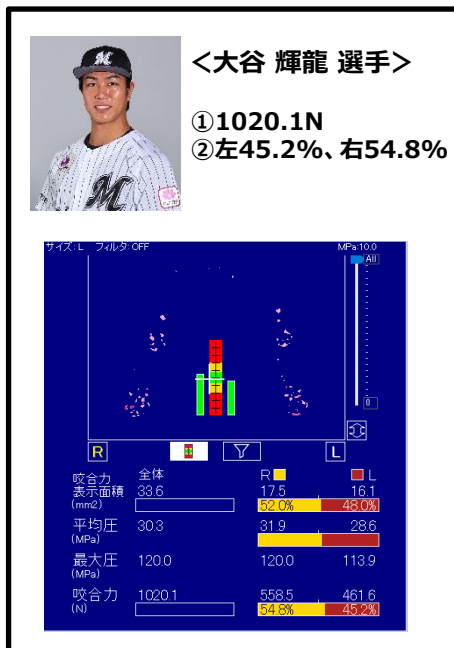 <大谷 輝龍 選手>
①1020.1N
②左45.2%、右54.8%
M
M
サイズ: L フィルタ: OFF MPa:10.0
All
0
R L
咬合力 全体 R L
表示面積 33.6 17.5 16.1
(mm2) 52.0% 48.0%
平均圧 30.3 31.9 28.6
(MPa)
最大圧 120.0 120.0 113.9
(MPa)
咬合力 1020.1 558.5 461.6
(N) 54.8% 45.2%